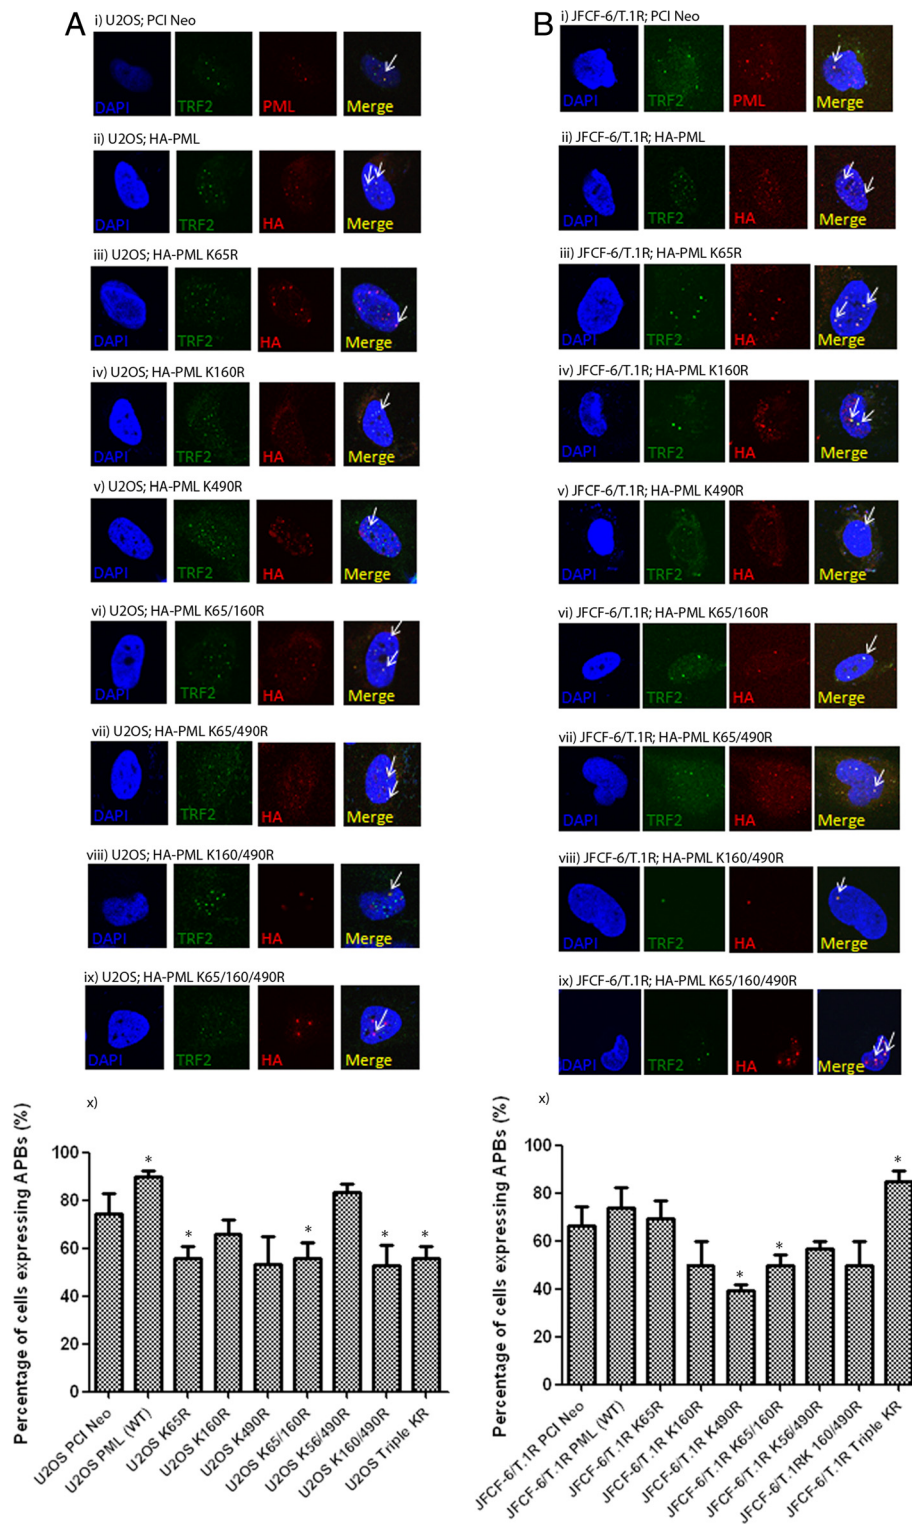 A
i) U2OS; PCI Neo
DAPI TRF2 PML Merge
ii) U2OS; HA-PML
DAPI TRF2 HA Merge
iii) U2OS; HA-PML K65R
DAPI TRF2 HA Merge
iv) U2OS; HA-PML K160R
DAPI TRF2 HA Merge
v) U2OS; HA-PML K490R
DAPI TRF2 HA Merge
vi) U2OS; HA-PML K65/160R
DAPI TRF2 HA Merge
vii) U2OS; HA-PML K65/490R
DAPI TRF2 HA Merge
viii) U2OS; HA-PML K160/490R
DAPI TRF2 HA Merge
ix) U2OS; HA-PML K65/160/490R
DAPI TRF2 HA Merge
x)
Percentage of cells expressing APBs (%)
100
80
60
40
20
0
* * * * *
U2OS PCI Neo
U2OS PML (WT)
U2OS K65R
U2OS K160R
U2OS K490R
U2OS K65/160R
U2OS K56/490R
U2OS K160/490R
U2OS Triple KR
B
i) JFCF-6/T.1R; PCI Neo
DAPI TRF2 PML Merge
ii) JFCF-6/T.1R; HA-PML
DAPI TRF2 HA Merge
iii) JFCF-6/T.1R; HA-PML K65R
DAPI TRF2 HA Merge
iv) JFCF-6/T.1R; HA-PML K160R
DAPI TRF2 HA Merge
v) JFCF-6/T.1R; HA-PML K490R
DAPI TRF2 HA Merge
vi) JFCF-6/T.1R; HA-PML K65/160R
DAPI TRF2 HA Merge
vii) JFCF-6/T.1R; HA-PML K65/490R
DAPI TRF2 HA Merge
viii) JFCF-6/T.1R; HA-PML K160/490R
DAPI TRF2 HA Merge
ix) JFCF-6/T.1R; HA-PML K65/160/490R
DAPI TRF2 HA Merge
x)
Percentage of cells expressing APBs (%)
100
80
60
40
20
0
* * *
JFCF-6/T.1R PCI Neo
JFCF-6/T.1R PML (WT)
JFCF-6/T.1R K65R
JFCF-6/T.1R K160R
JFCF-6/T.1R K490R
JFCF-6/T.1R K65/160R
JFCF-6/T.1R K56/490R
JFCF-6/T.1RK 160/490R
JFCF-6/T.1R Triple KR